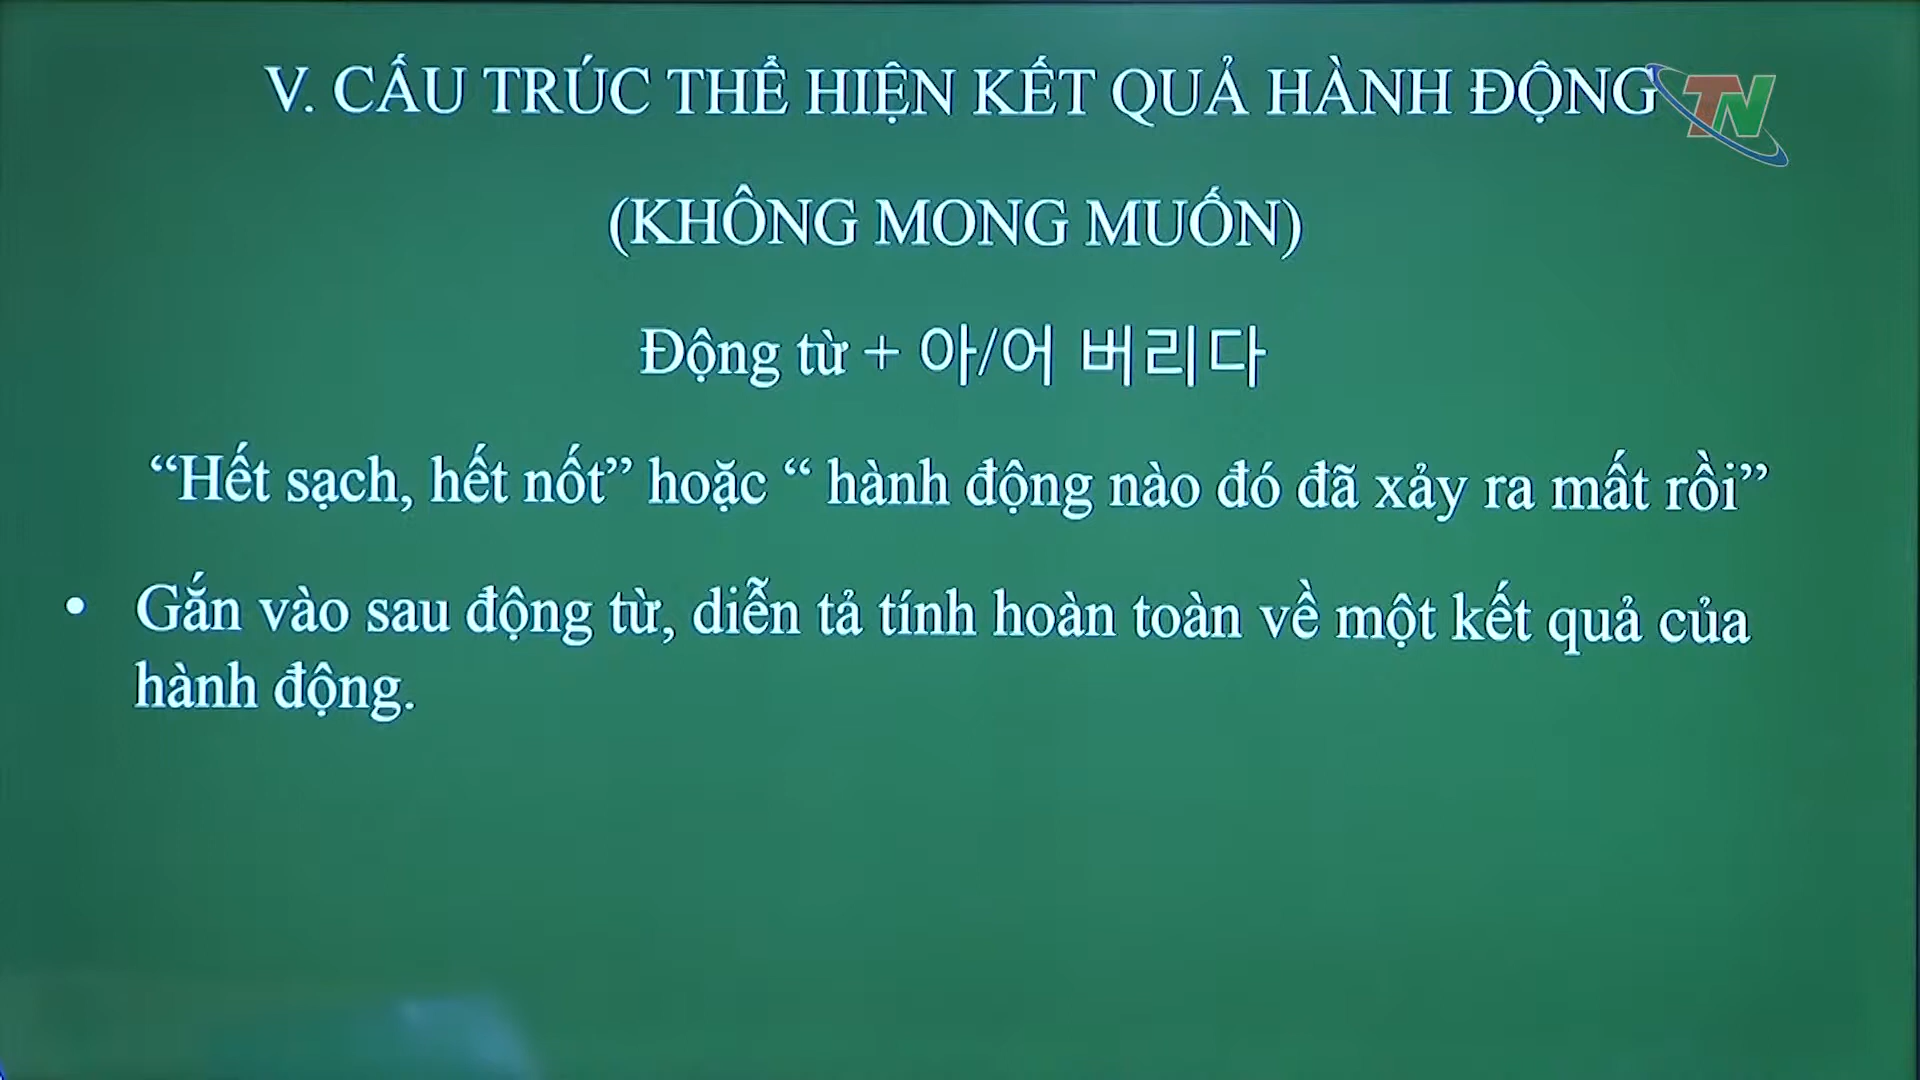 V. CẤU TRÚC THỂ HIỆN KẾT QUẢ HÀNH ĐỘNG
TN
(KHÔNG MONG MUỐN)
Động từ + 아/어 버리다
“Hết sạch, hết nốt” hoặc “ hành động nào đó đã xảy ra mất rồi”
• Gắn vào sau động từ, diễn tả tính hoàn toàn về một kết quả của
hành động.